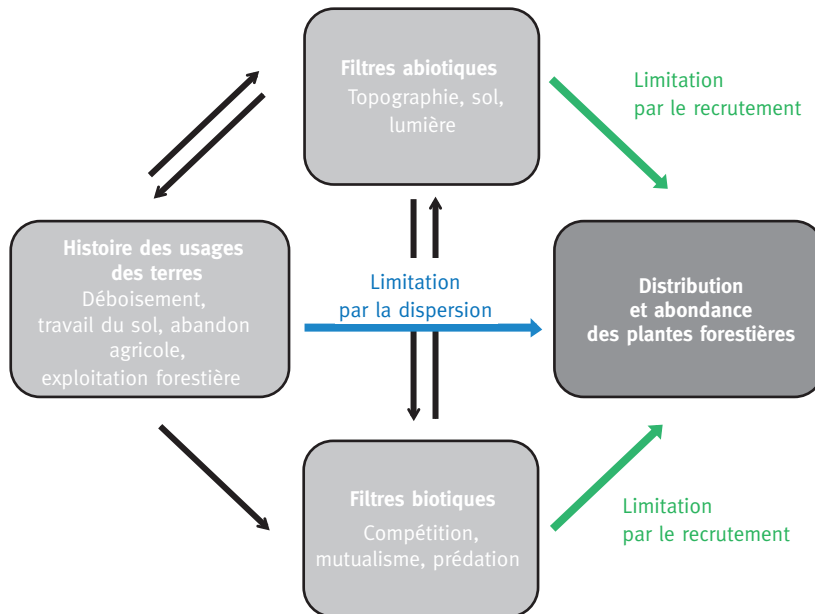 Filtres abiotiques
Topographie, sol,
lumière
Limitation
par le recrutement
Histoire des usages
des terres
Déboisement,
travail du sol, abandon
agricole,
exploitation forestière
Limitation
par la dispersion
Distribution
et abondance
des plantes forestières
Filtres biotiques
Compétition,
mutualisme, prédation
Limitation
par le recrutement